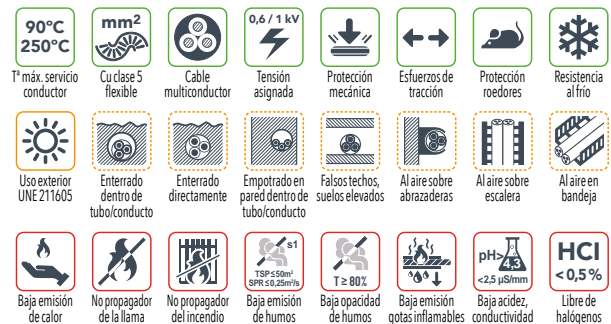 90°C
250°C
mm²
0,6 / 1 kV
Tª máx. servicio
conductor
Cu clase 5
flexible
Cable
multiconductor
Tensión
asignada
Protección
mecánica
Esfuerzos de
tracción
Protección
roedores
Resistencia
al frío
Uso exterior
UNE 211605
Enterrado
dentro de
tubo/conducto
Enterrado
directamente
Empotrado en
pared dentro de
tubo/conducto
Falsos techos,
suelos elevados
Al aire sobre
abrazaderas
Al aire sobre
escalera
Al aire en
bandeja
s1
TSP≤50m²
SPR≤0,25m²/s
T≥80%
pH>
4,3
<2,5 µS/mm
HCl
<0,5%
Baja emisión
de calor
No propagador
de la llama
No propagador
del incendio
Baja emisión
de humos
Baja opacidad
de humos
Baja emisión
gotas inflamables
Baja acidez,
conductividad
Libre de
halógenos